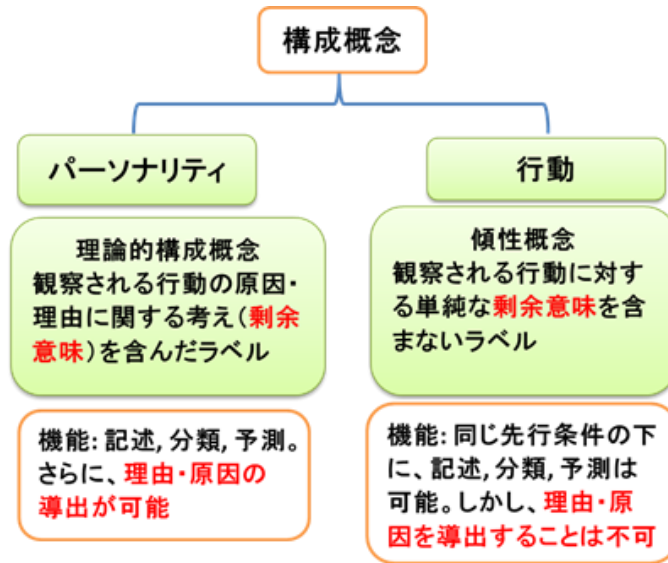 構成概念
パーソナリティ
理論的構成概念
観察される行動の原因・
理由に関する考え(剰余
意味)を含んだラベル
機能: 記述, 分類, 予測。
さらに、理由・原因の
導出が可能
行動
傾性概念
観察される行動に対す
る単純な剰余意味を含
まないラベル
機能: 同じ先行条件の下
に、記述, 分類, 予測は
可能。しかし、理由・原
因を導出することは不可